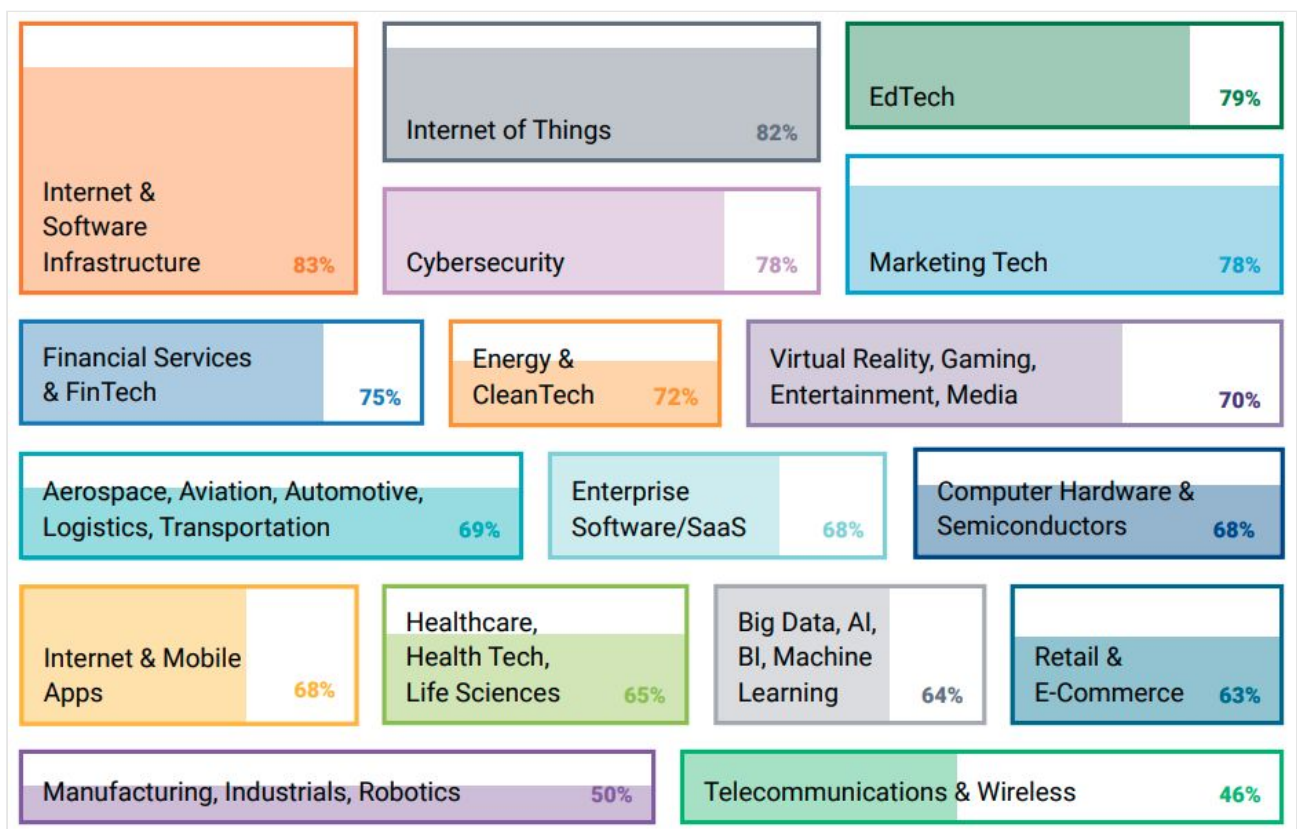 Internet &
Software
Infrastructure 83%
Internet of Things 82%
EdTech 79%
Cybersecurity 78%
Marketing Tech 78%
Financial Services
& FinTech 75%
Energy &
CleanTech 72%
Virtual Reality, Gaming,
Entertainment, Media 70%
Aerospace, Aviation, Automotive,
Logistics, Transportation 69%
Enterprise
Software/SaaS 68%
Computer Hardware &
Semiconductors 68%
Internet & Mobile
Apps 68%
Healthcare,
Health Tech,
Life Sciences 65%
Big Data, AI,
BI, Machine
Learning 64%
Retail &
E-Commerce 63%
Manufacturing, Industrials, Robotics 50%
Telecommunications & Wireless 46%